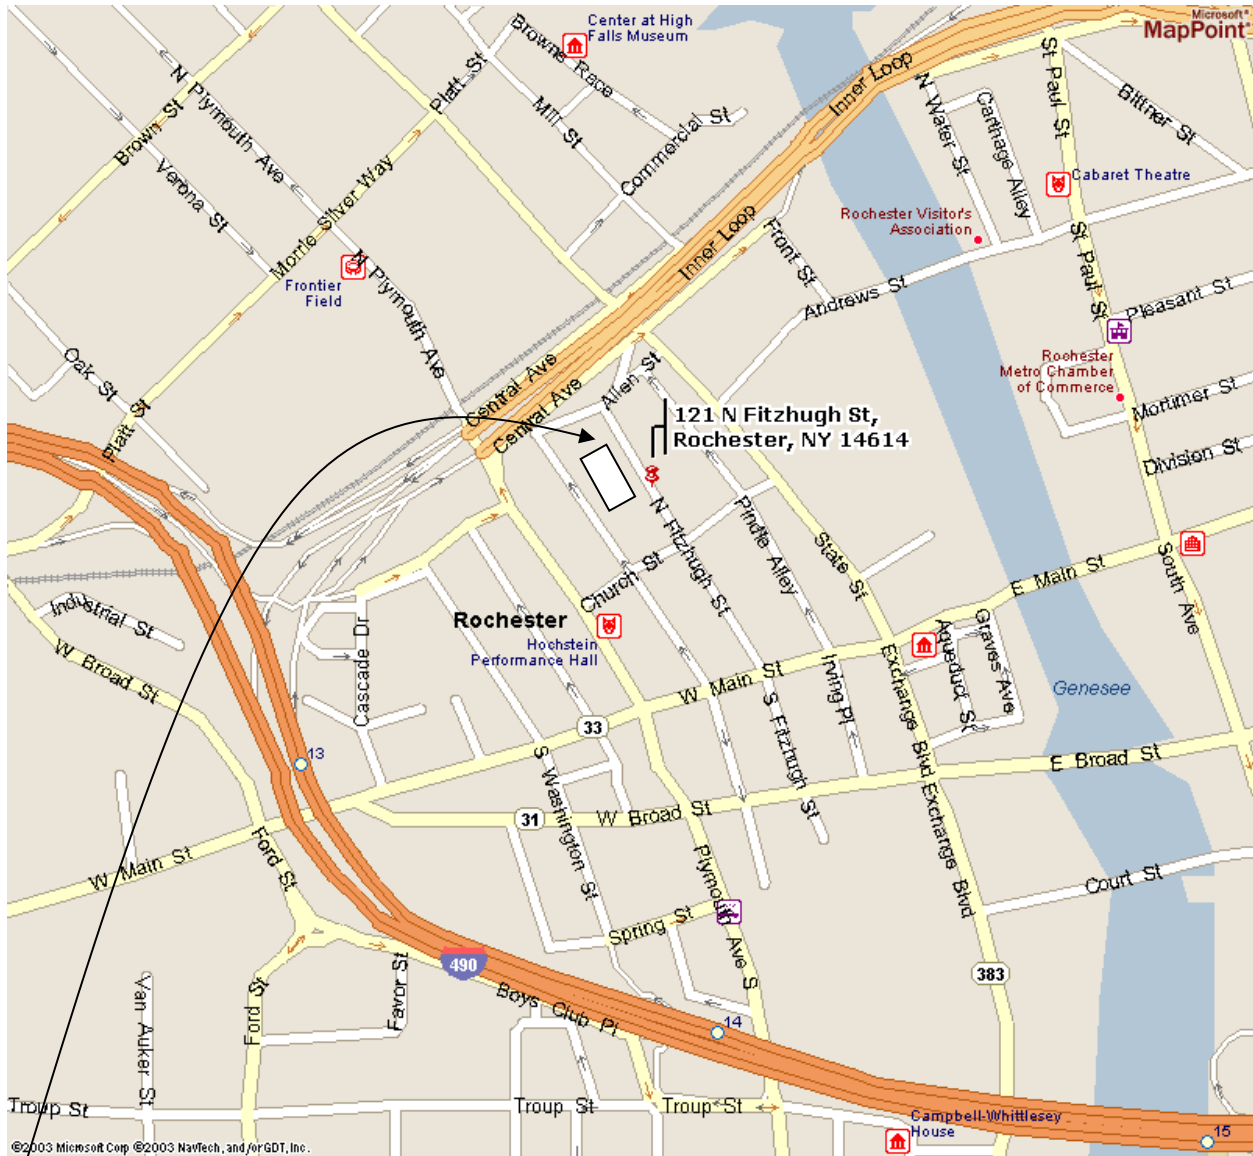 Microsoft®
MapPoint®
Center at High
Falls Museum
Browns Race
Platt St
N Plymouth Ave
Brown St
Mill St
Commercial St
Inner Loop
N Water St
Carthage Alley
St Paul St
Bittner St
Cabaret Theatre
Verona St
Morrie Silver Way
Rochester Visitor's
Association
Inner Loop
Front St
Andrews St
St Paul St
Pleasant St
Frontier
Field
N Plymouth Ave
Oak St
Platt St
Central Ave
Central Ave
Allen St
Rochester
Metro Chamber
of Commerce
Mortimer St
Division St
121 N Fitzhugh St,
Rochester, NY 14614
N Fitzhugh St
Pindle Alley
State St
Church St
E Main St
South Ave
Industrial St
W Broad St
Cascade Dr
Rochester
Hochstein
Performance Hall
W Main St
Irving Pl
Exchange Blvd
Aqueduct St
Graves Ave
Genesee
33
S Washington St
S Fitzhugh St
13
E Broad St
31
W Broad St
Exchange Blvd
W Main St
Ford St
Plymouth Ave S
Court St
Spring St
490
383
Van Auker St
Ford St
Favor St
Boys Club Pl
14
Troup St
Troup St
Troup St
Campbell-Whittlesey
House
15
©2003 Microsoft Corp ©2003 NavTech, and/or GDT, Inc.